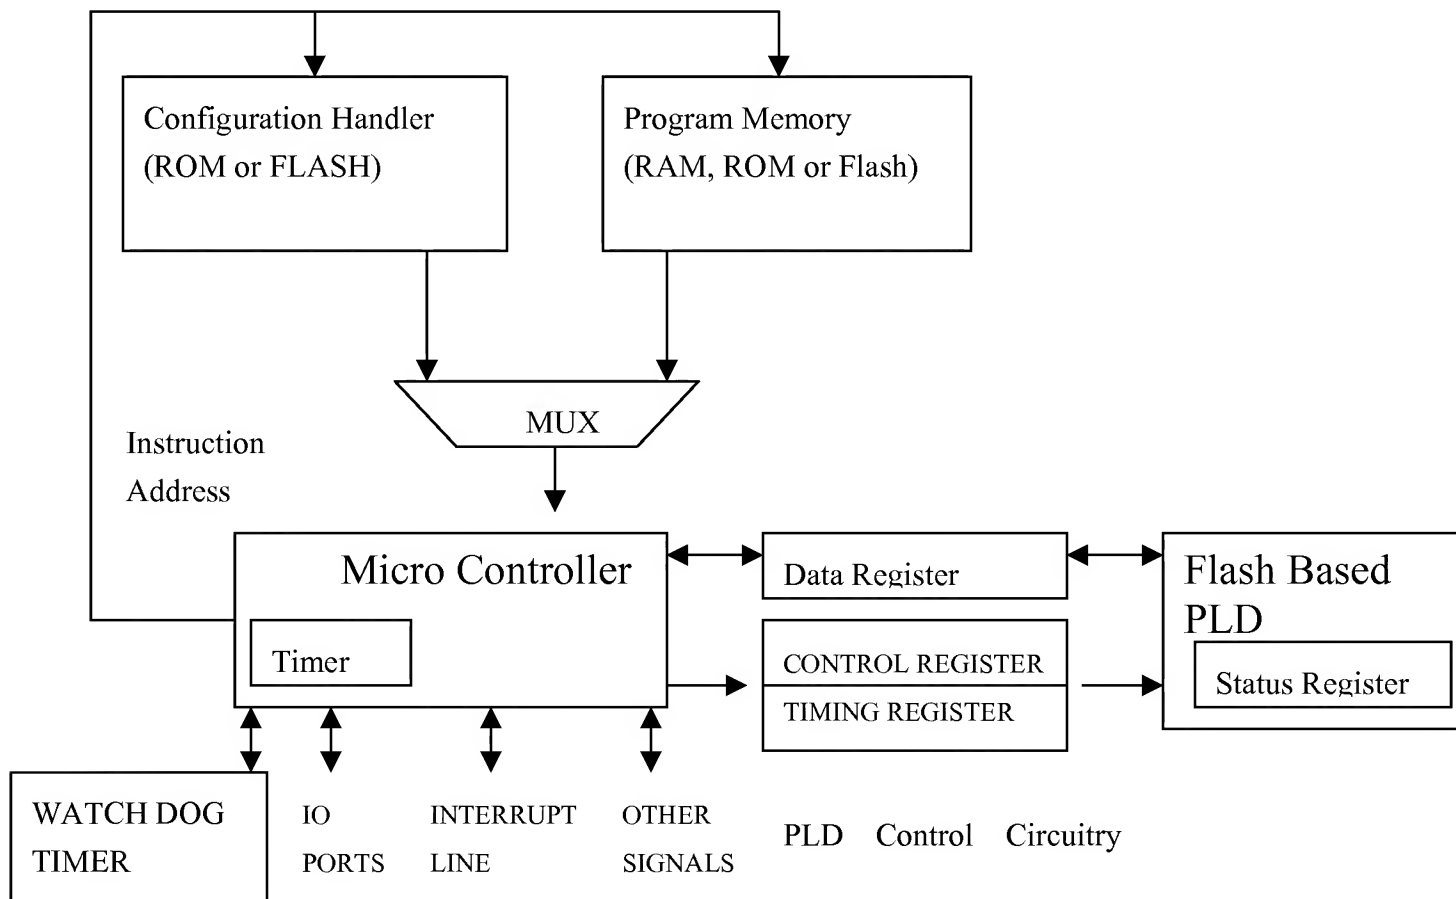 Configuration Handler
(ROM or FLASH)
Program Memory
(RAM, ROM or Flash)
MUX
Instruction
Address
Micro Controller
Timer
Data Register
CONTROL REGISTER
TIMING REGISTER
Flash Based
PLD
Status Register
WATCH DOG
TIMER
IO
PORTS
INTERRUPT
LINE
OTHER
SIGNALS
PLD Control Circuitry